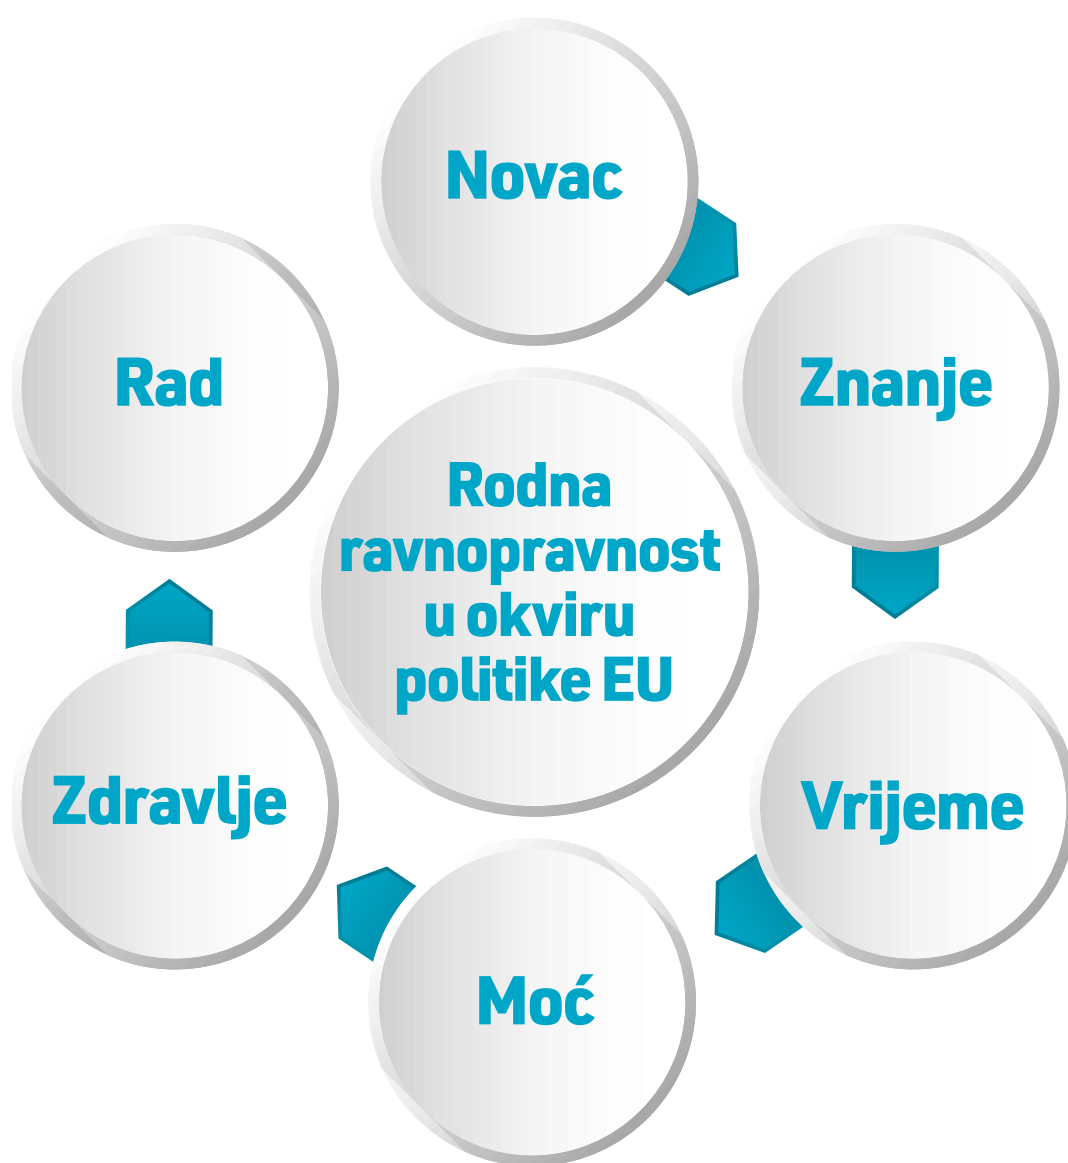 Novac
Rad
Znanje
Rodna
ravnopravnost
u okviru
politike EU
Zdravlje
Vrijeme
Moć